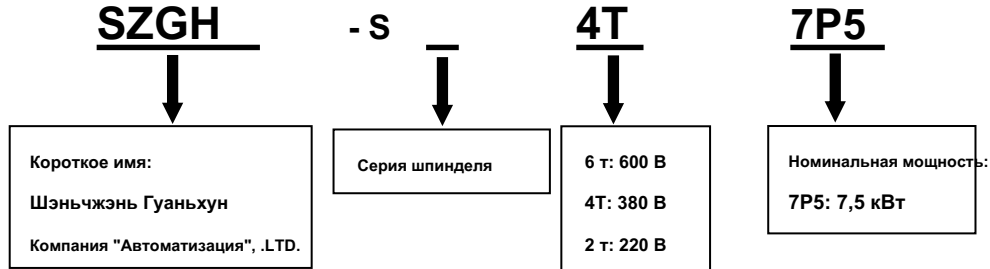 SZGH - S _ 4T 7P5
Короткое имя:
Шэньчжэнь Гуаньхун
Компания "Автоматизация", .LTD.
Серия шпинделя
6 т: 600 В
4Т: 380 В
2 т: 220 В
Номинальная мощность:
7P5: 7,5 кВт